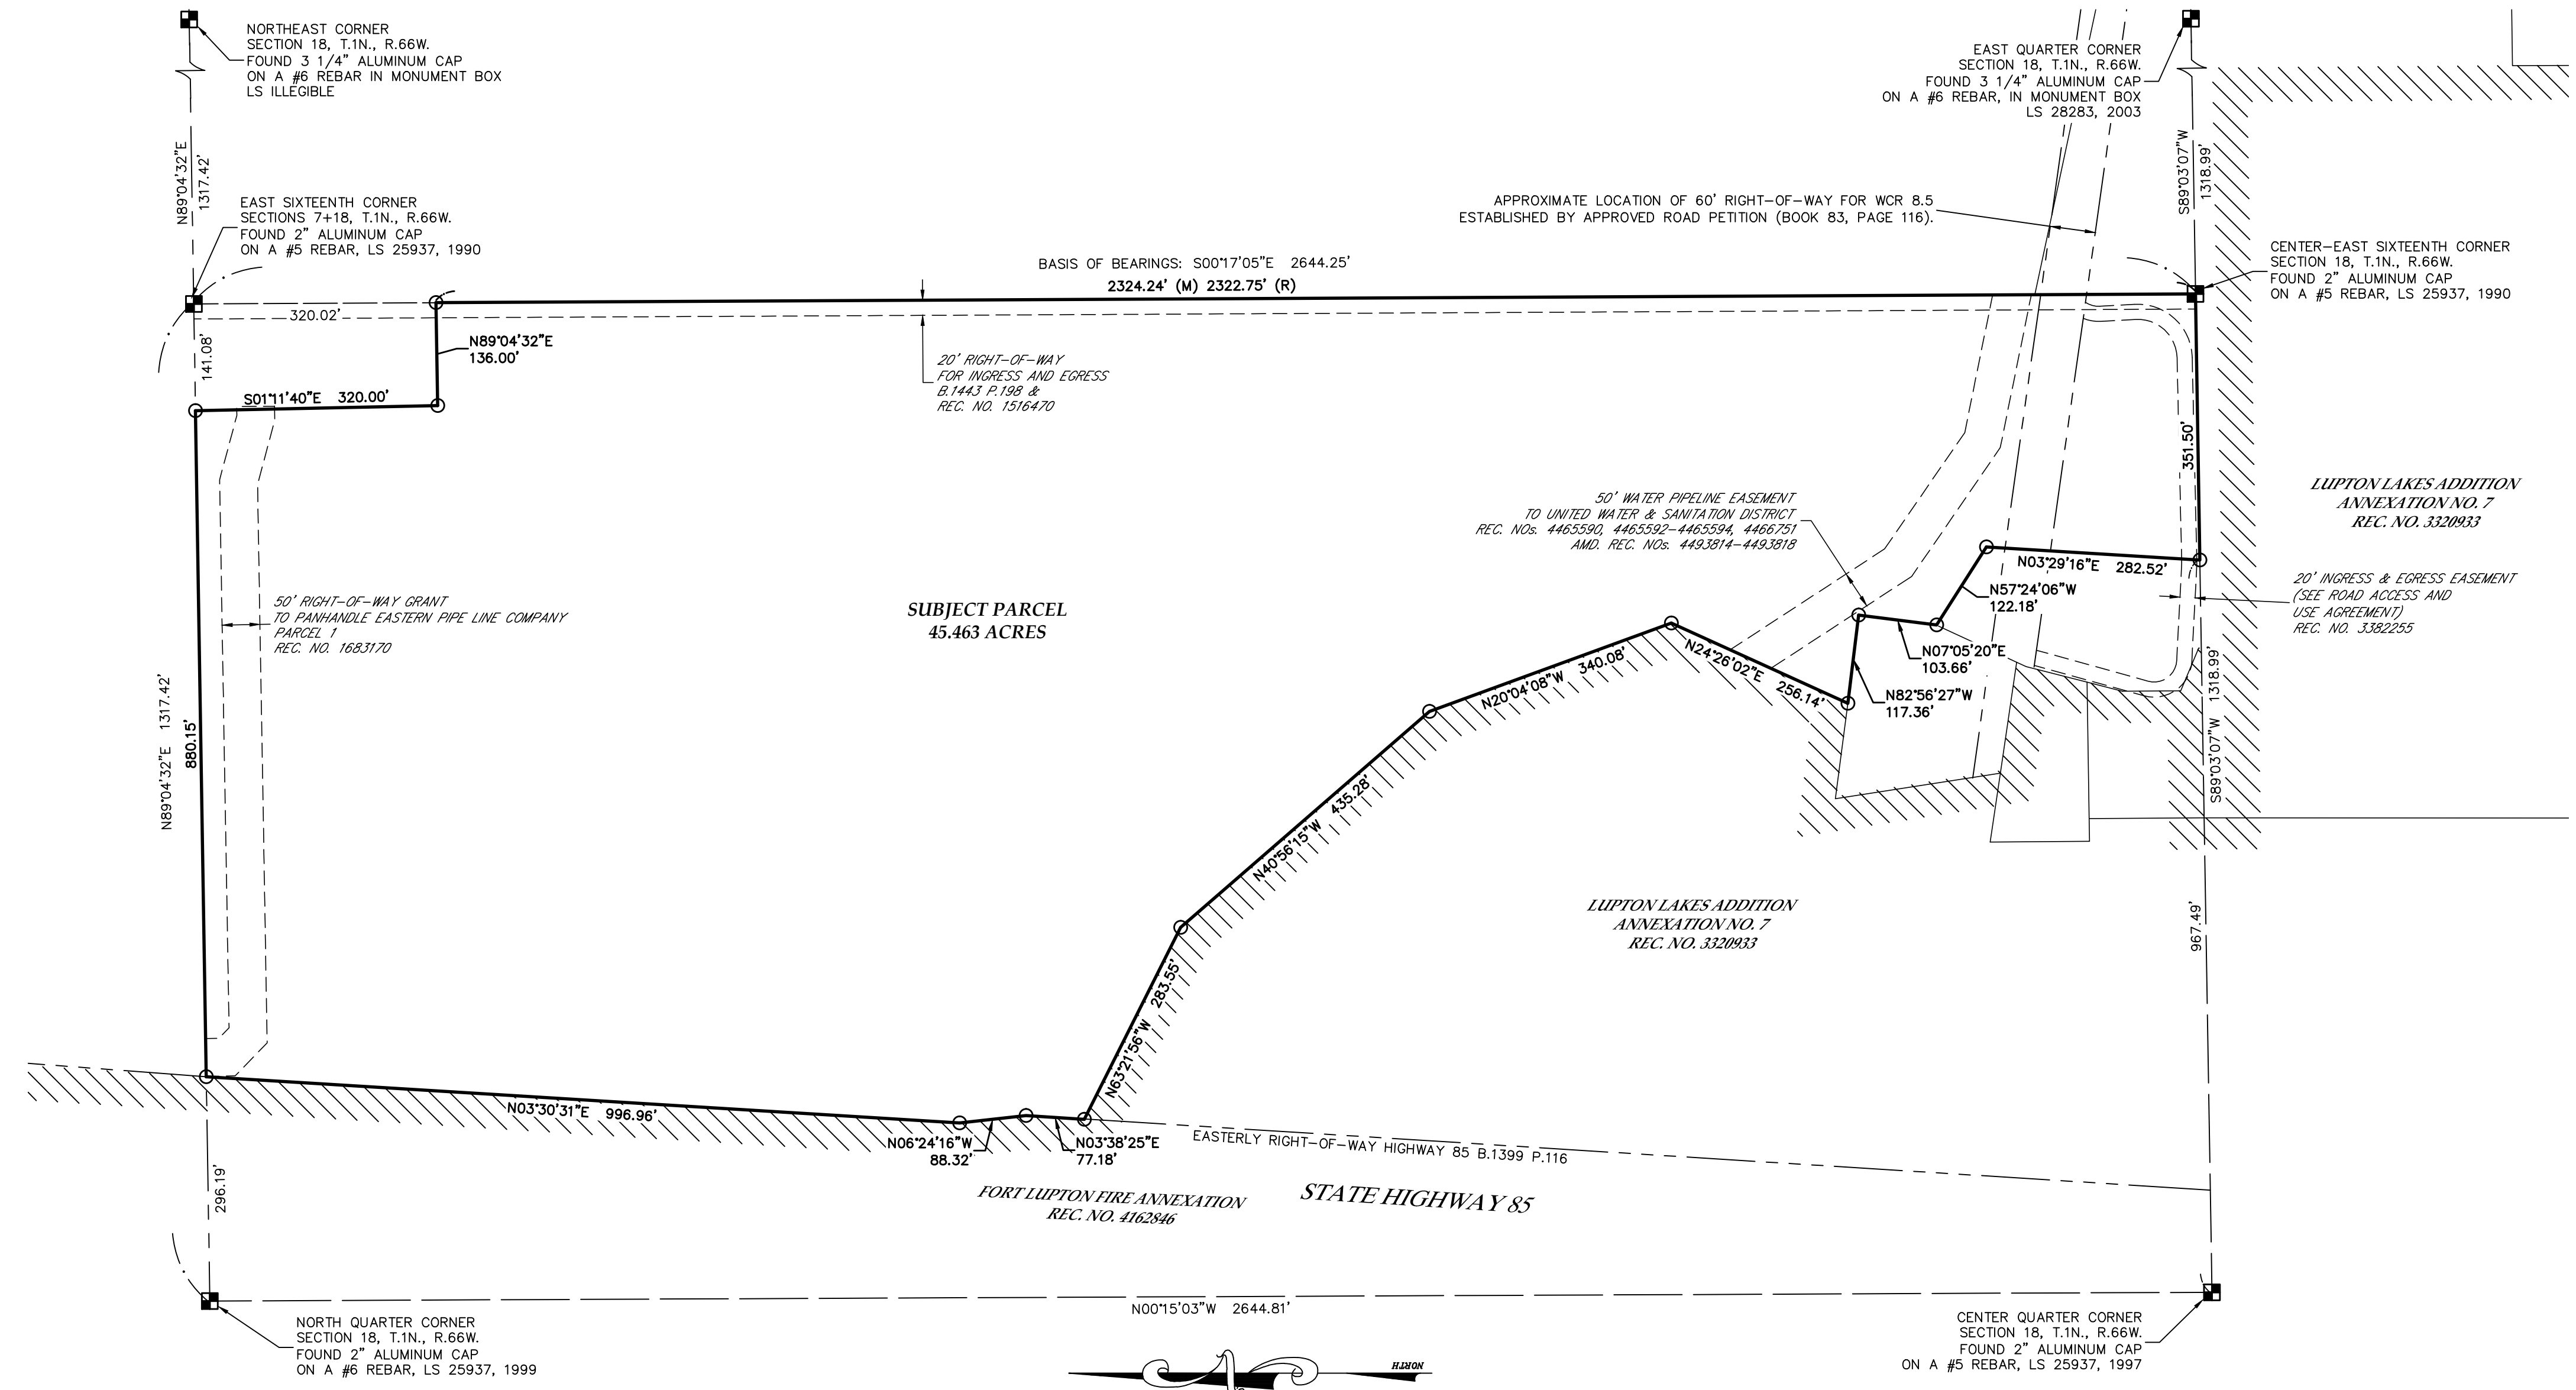 NORTHEAST CORNER
SECTION 18, T.1N., R.66W.
FOUND 3 1/4" ALUMINUM CAP
ON A #6 REBAR IN MONUMENT BOX
LS ILLEGIBLE
EAST QUARTER CORNER
SECTION 18, T.1N., R.66W.
FOUND 3 1/4" ALUMINUM CAP
ON A #6 REBAR, IN MONUMENT BOX
LS 28283, 2003
N89°04'32"E
1317.42'
S89°03'07"W
1318.99'
EAST SIXTEENTH CORNER
SECTIONS 7+18, T.1N., R.66W.
FOUND 2" ALUMINUM CAP
ON A #5 REBAR, LS 25937, 1990
APPROXIMATE LOCATION OF 60' RIGHT-OF-WAY FOR WCR 8.5
ESTABLISHED BY APPROVED ROAD PETITION (BOOK 83, PAGE 116).
CENTER-EAST SIXTEENTH CORNER
SECTION 18, T.1N., R.66W.
FOUND 2" ALUMINUM CAP
ON A #5 REBAR, LS 25937, 1990
BASIS OF BEARINGS: S00°17'05"E 2644.25'
2324.24' (M) 2322.75' (R)
320.02'
141.08'
N89°04'32"E
136.00'
S01°11'40"E 320.00'
20' RIGHT-OF-WAY
FOR INGRESS AND EGRESS
B.1443 P.198 &
REC. NO. 1516470
351.50'
LUPTON LAKES ADDITION
ANNEXATION NO. 7
REC. NO. 3320933
50' WATER PIPELINE EASEMENT
TO UNITED WATER & SANITATION DISTRICT
REC. NOs. 4465590, 4465592-4465594, 4466751
AMD. REC. NOs. 4493814-4493818
N03°29'16"E 282.52'
N57°24'06"W
122.18'
20' INGRESS & EGRESS EASEMENT
(SEE ROAD ACCESS AND
USE AGREEMENT)
REC. NO. 3382255
50' RIGHT-OF-WAY GRANT
TO PANHANDLE EASTERN PIPE LINE COMPANY
PARCEL 1
REC. NO. 1683170
SUBJECT PARCEL
45.463 ACRES
N07°05'20"E
103.66'
N82°56'27"W
117.36'
N24°26'02"E 256.14'
N20°04'08"W 340.08'
N89°04'32"E 1317.42'
880.15'
S89°03'07"W 1318.99'
N40°56'15"W 435.28'
LUPTON LAKES ADDITION
ANNEXATION NO. 7
REC. NO. 3320933
967.49'
N63°21'56"W 283.55'
N03°30'31"E 996.96'
N06°24'16"W
88.32'
N03°38'25"E
77.18'
EASTERLY RIGHT-OF-WAY HIGHWAY 85 B.1399 P.116
296.19'
FORT LUPTON FIRE ANNEXATION
REC. NO. 4162846
STATE HIGHWAY 85
N00°15'03"W 2644.81'
NORTH QUARTER CORNER
SECTION 18, T.1N., R.66W.
FOUND 2" ALUMINUM CAP
ON A #6 REBAR, LS 25937, 1999
CENTER QUARTER CORNER
SECTION 18, T.1N., R.66W.
FOUND 2" ALUMINUM CAP
ON A #5 REBAR, LS 25937, 1997
NORTH